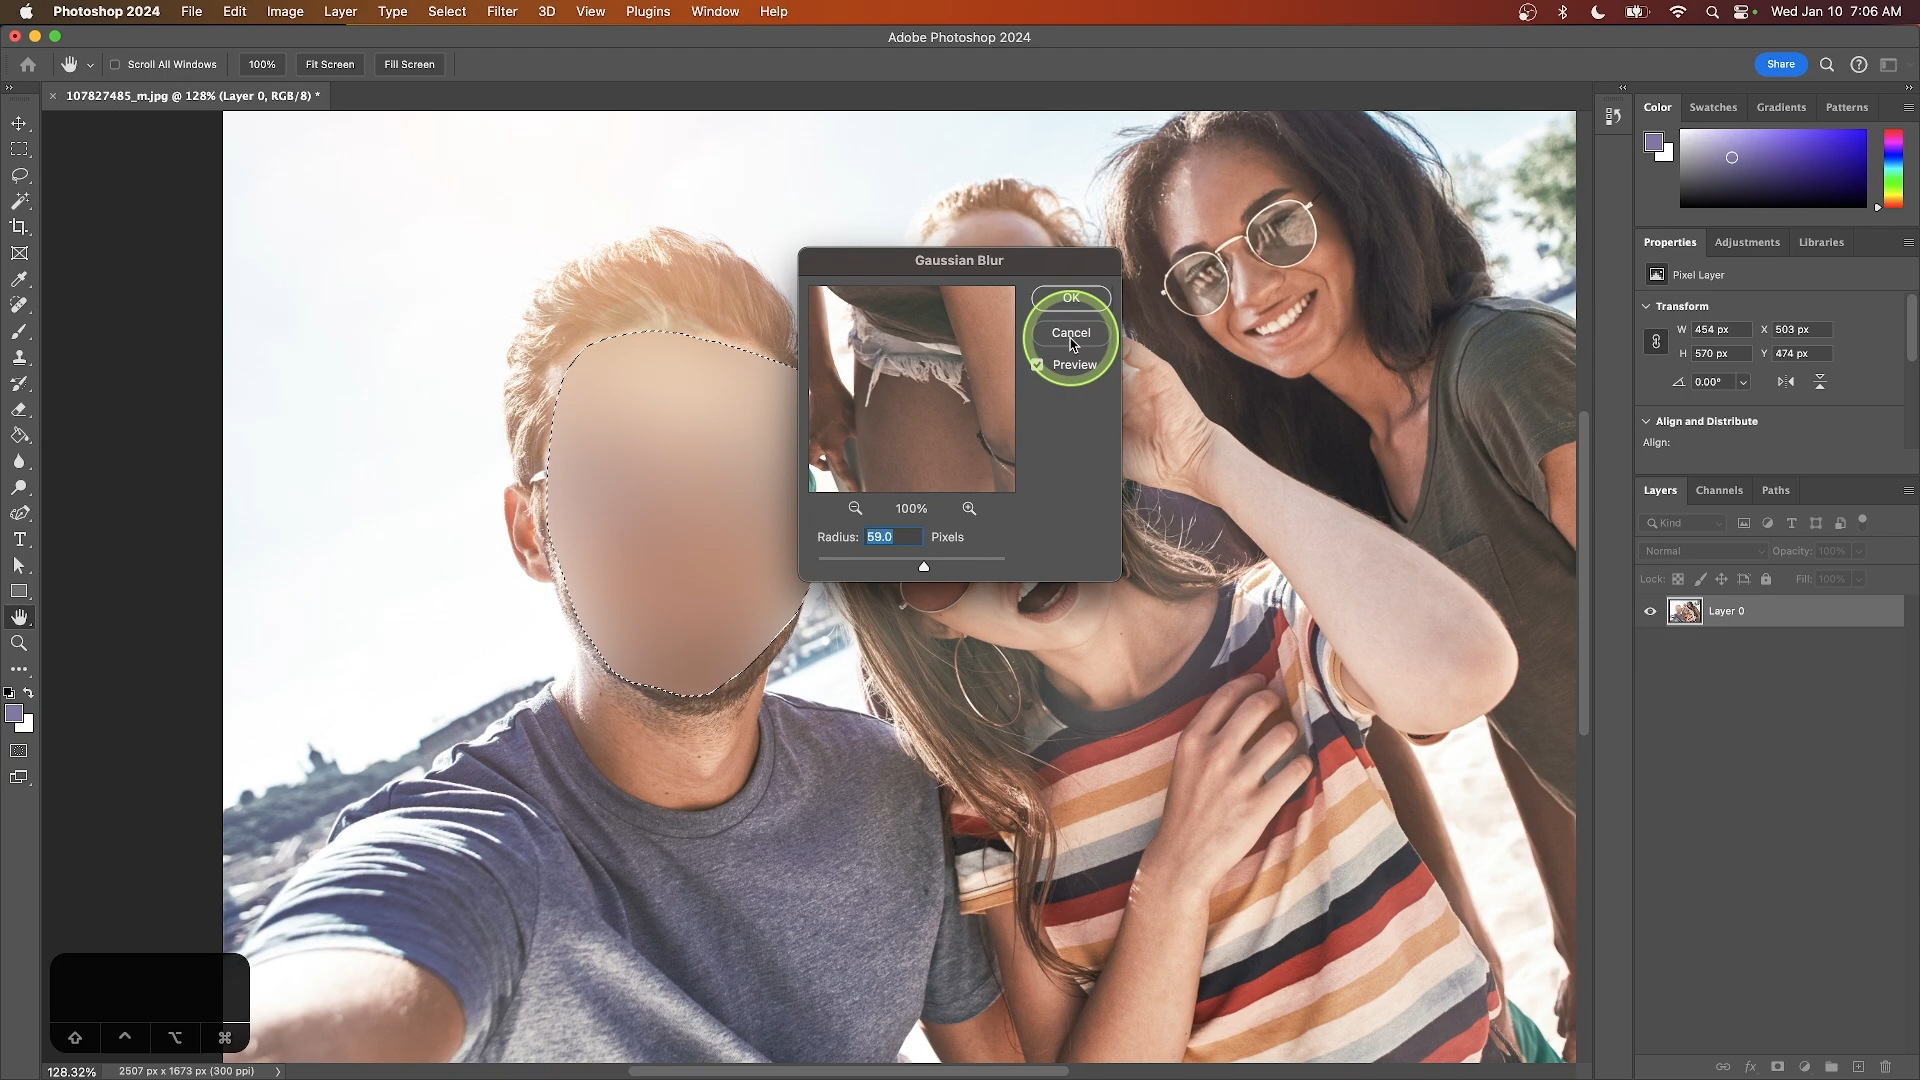 Photoshop 2024 File Edit Image Layer Type Select Filter 3D View Plugins Window Help Wed Jan 10 7:06 AM
Adobe Photoshop 2024
Scroll All Windows 100% Fit Screen Fill Screen Share
107827485_m.jpg @ 128% (Layer 0, RGB/8) *
Color Swatches Gradients Patterns
Properties Adjustments Libraries
Pixel Layer
Transform
W 454 px X 503 px
H 570 px Y 474 px
0.00°
Align and Distribute
Align:
Layers Channels Paths
Kind
Normal Opacity: 100%
Lock: Fill: 100%
Layer 0
Gaussian Blur
OK
Cancel
Preview
100%
Radius: 59.0 Pixels
128.32% 2507 px x 1673 px (300 ppi)